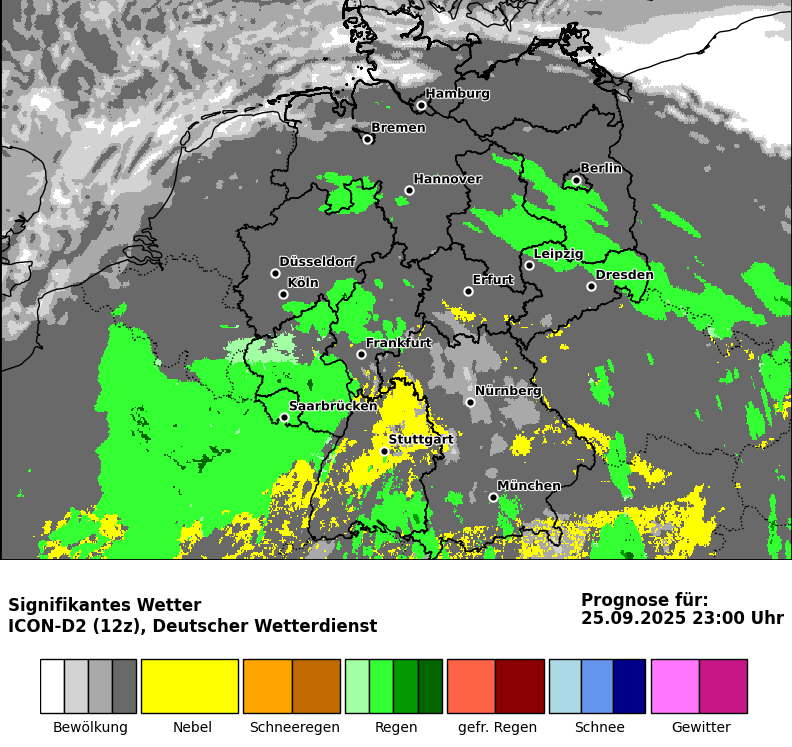 Hamburg
Bremen
Berlin
Hannover
Leipzig
Düsseldorf
Dresden
Köln
Erfurt
Frankfurt
Nürnberg
Saarbrücken
Stuttgart
München
Signifikantes Wetter
ICON-D2 (12z), Deutscher Wetterdienst
Prognose für:
25.09.2025 23:00 Uhr
Bewölkung
Nebel
Schneeregen
Regen
gefr. Regen
Schnee
Gewitter